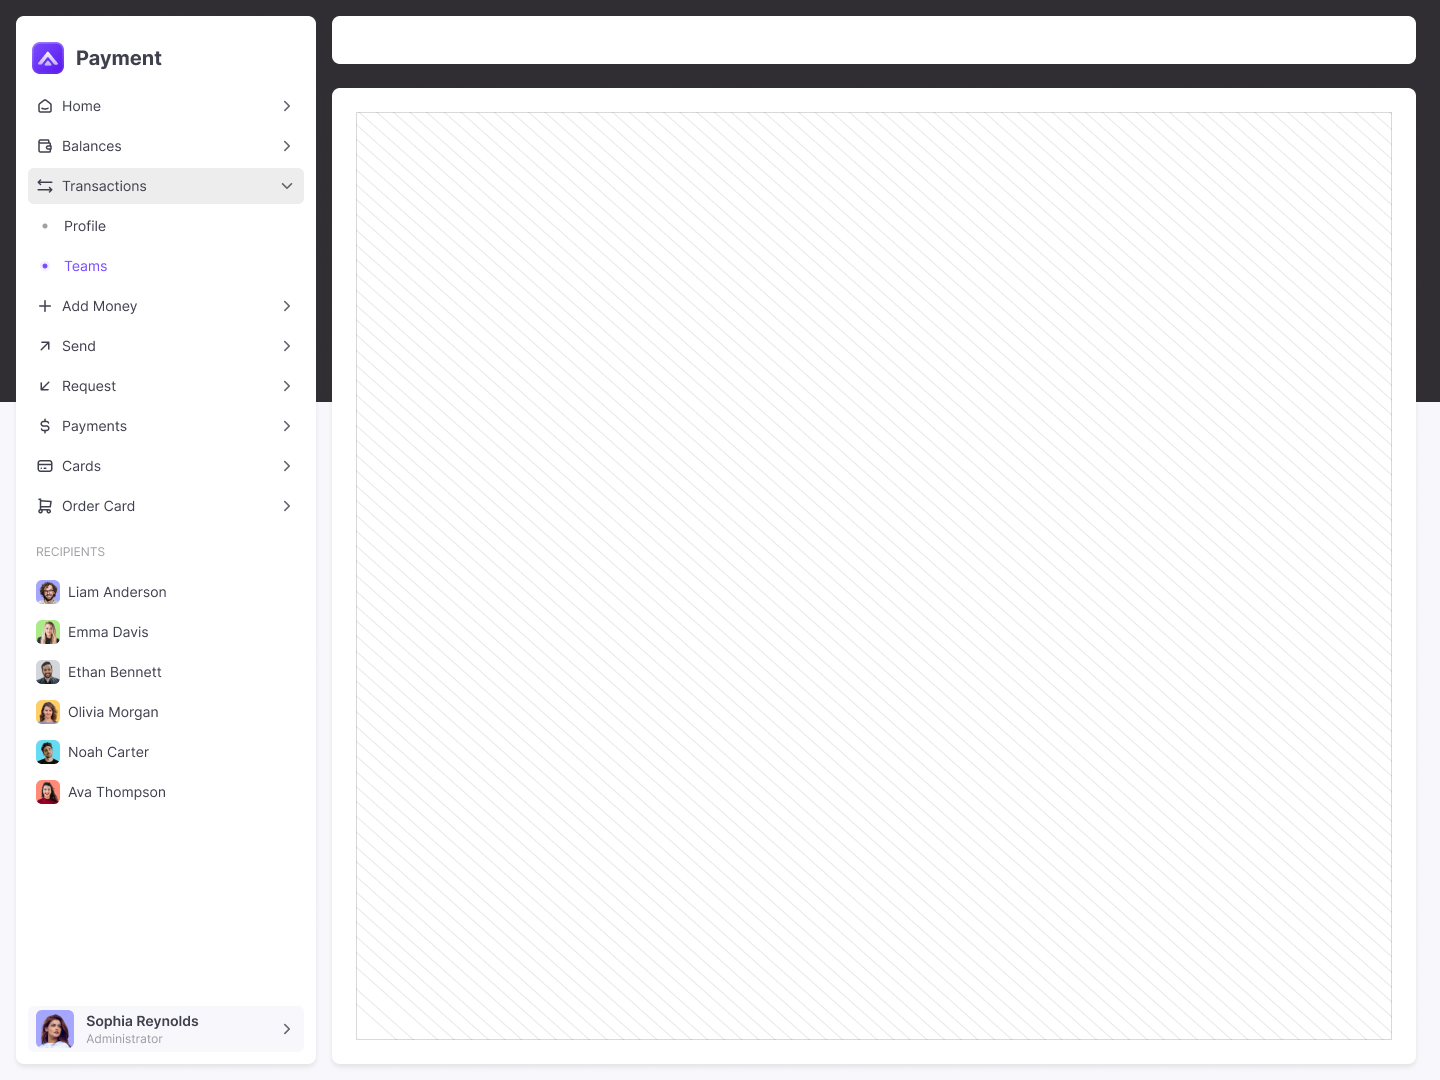 Payment
Home
Balances
Transactions
Profile
Teams
Add Money
Send
Request
Payments
Cards
Order Card
RECIPIENTS
Liam Anderson
Emma Davis
Ethan Bennett
Olivia Morgan
Noah Carter
Ava Thompson
Sophia Reynolds
Administrator